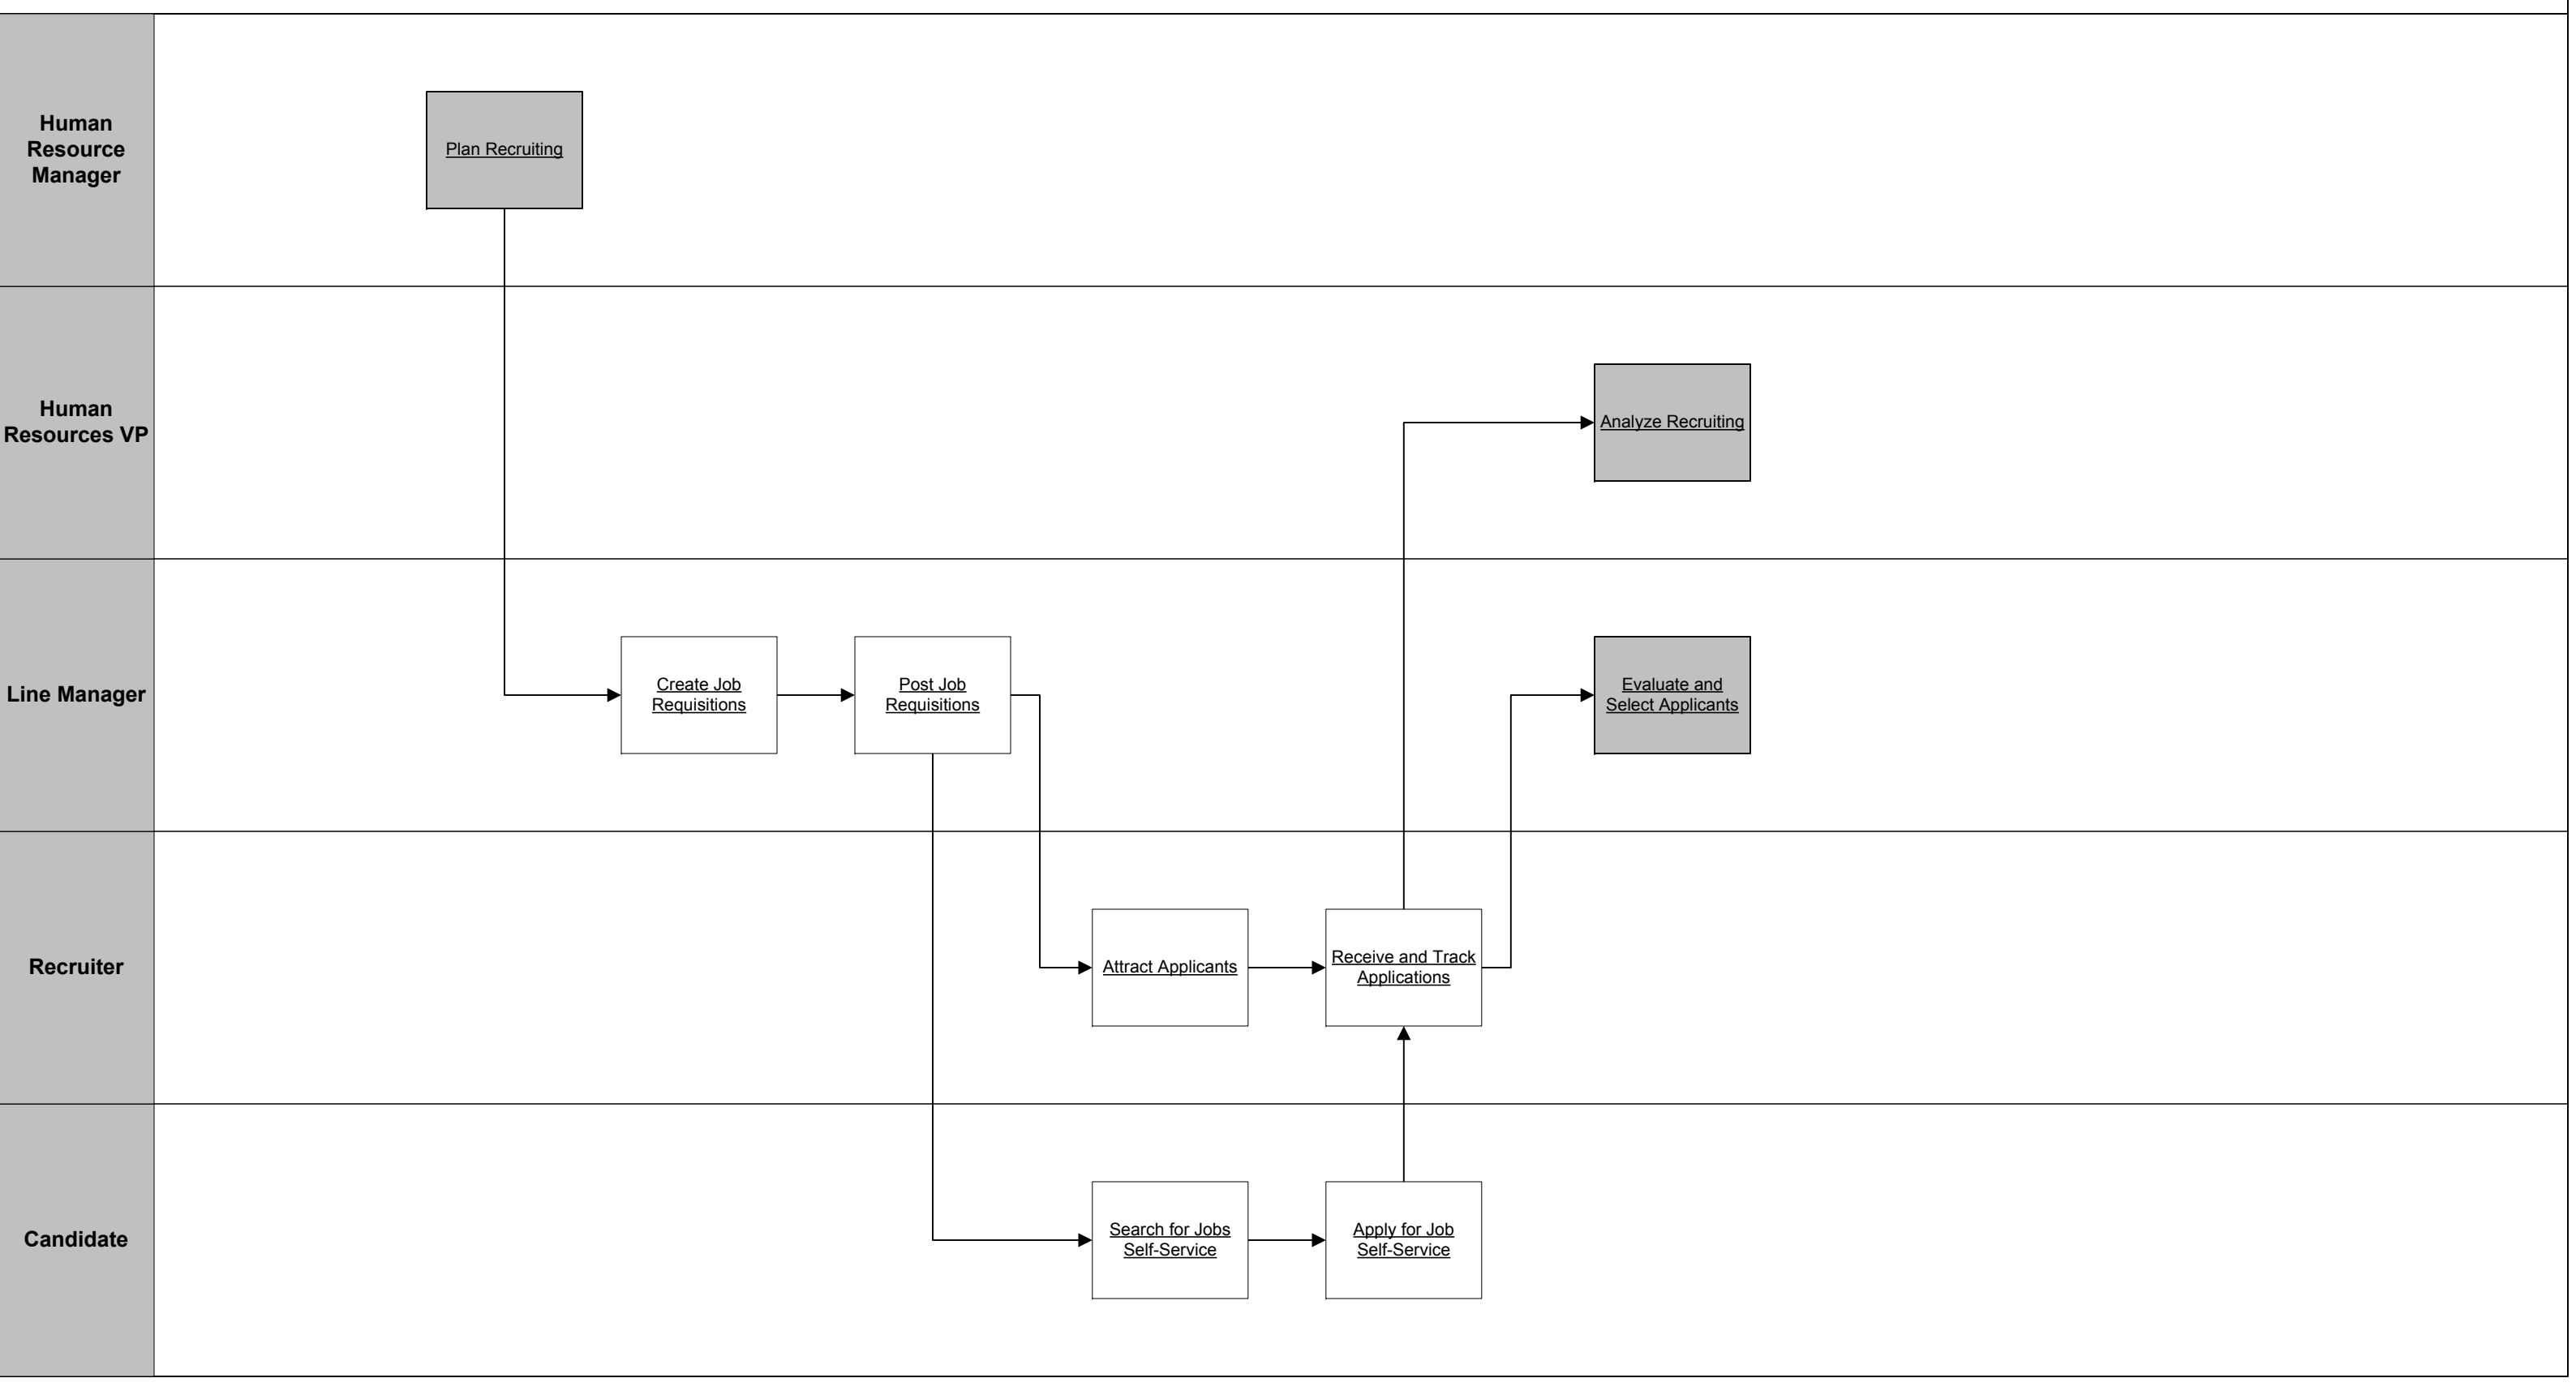 Human
Resource
Manager
Plan Recruiting
Human
Resources VP
Analyze Recruiting
Line Manager
Create Job
Requisitions
Post Job
Requisitions
Evaluate and
Select Applicants
Recruiter
Attract Applicants
Receive and Track
Applications
Candidate
Search for Jobs
Self-Service
Apply for Job
Self-Service